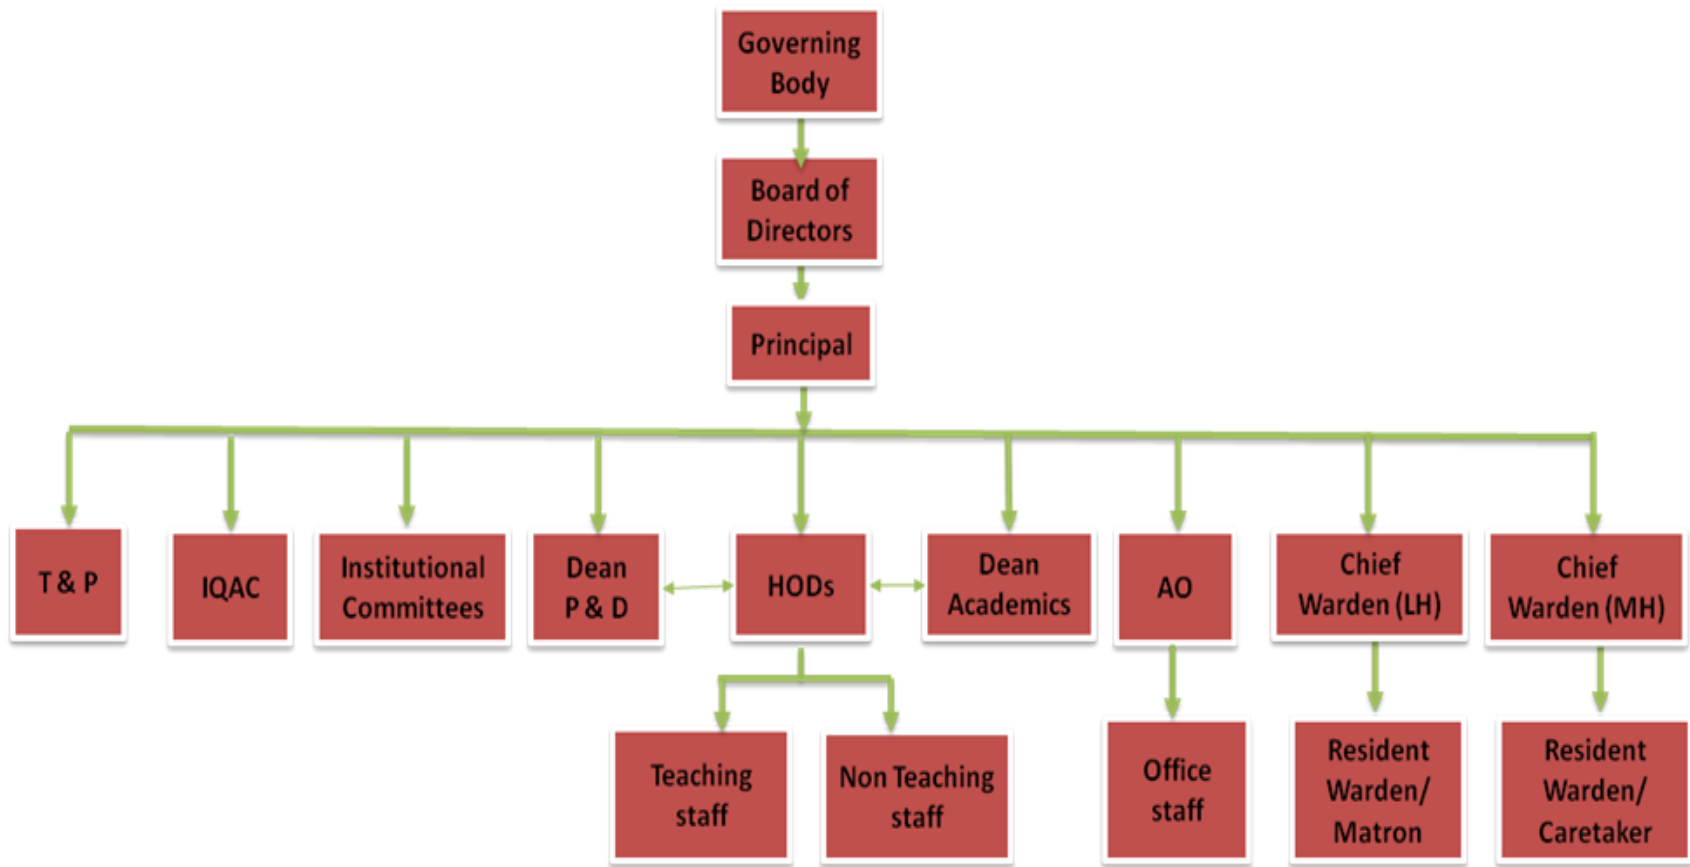 Governing
Body
Board of
Directors
Principal
T & P
IQAC
Institutional
Committees
Dean
P & D
HODs
Dean
Academics
AO
Chief
Warden (LH)
Chief
Warden (MH)
Teaching
staff
Non Teaching
staff
Office
staff
Resident
Warden/
Matron
Resident
Warden/
Caretaker